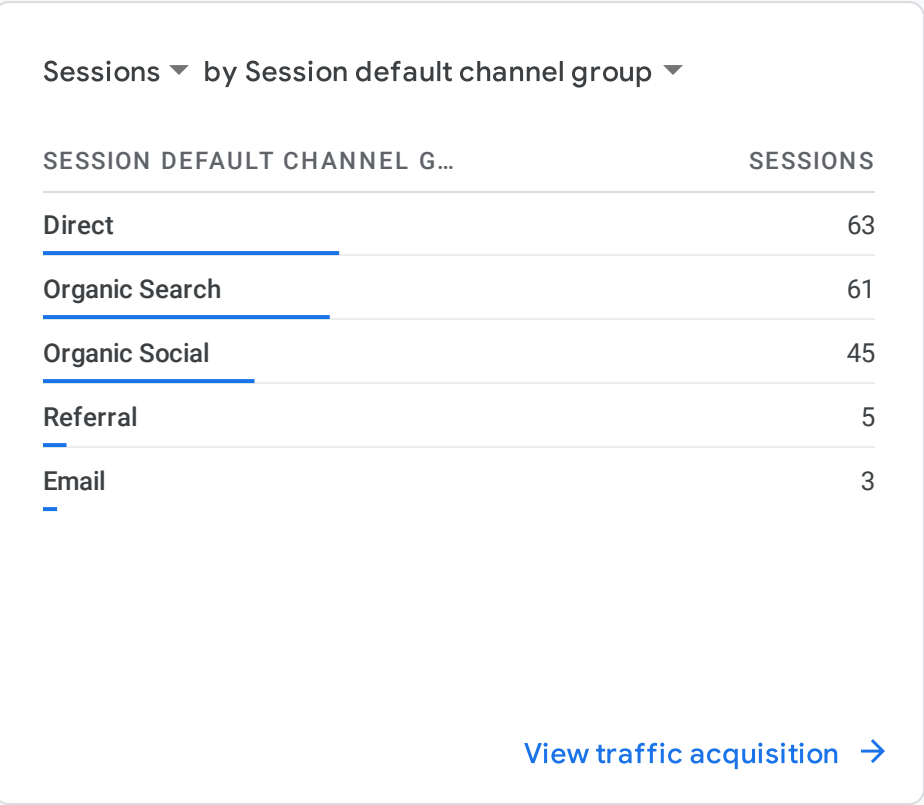 Sessions by Session default channel group
SESSION DEFAULT CHANNEL G… SESSIONS
Direct 63
Organic Search 61
Organic Social 45
Referral 5
Email 3
View traffic acquisition